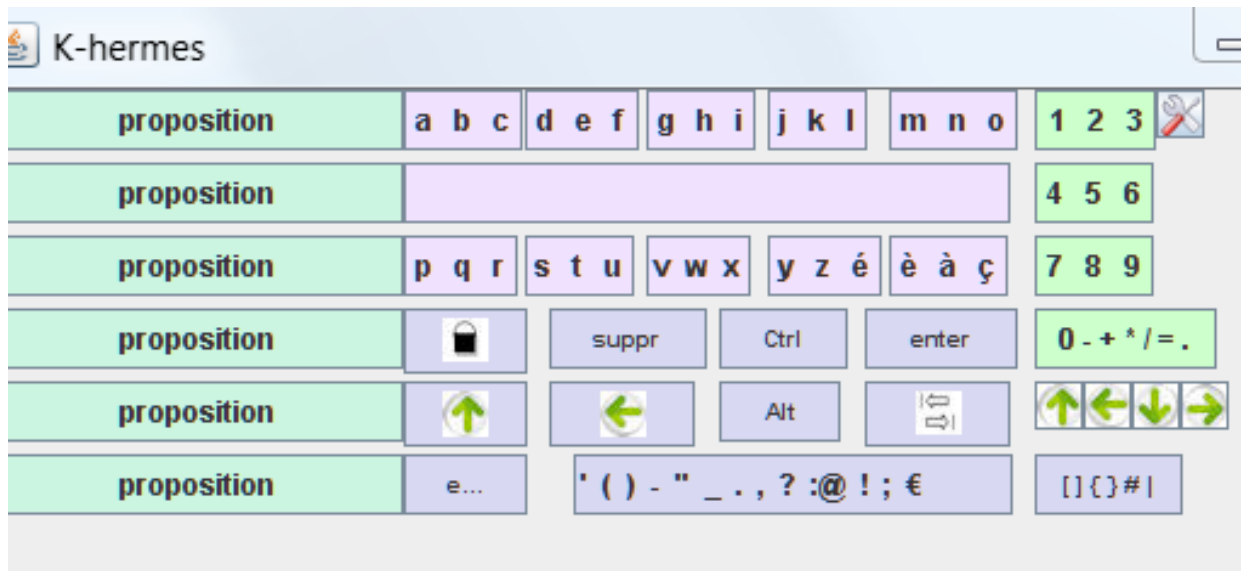 K-hermes
proposition a b c d e f g h i j k l m n o 1 2 3
proposition 4 5 6
proposition p q r s t u v w x y z é è à ç 7 8 9
proposition suppr Ctrl enter 0 - + * / = .
proposition Alt
proposition e... ' ( ) - " _ . , ? : @ ! ; € [ ] { } # |